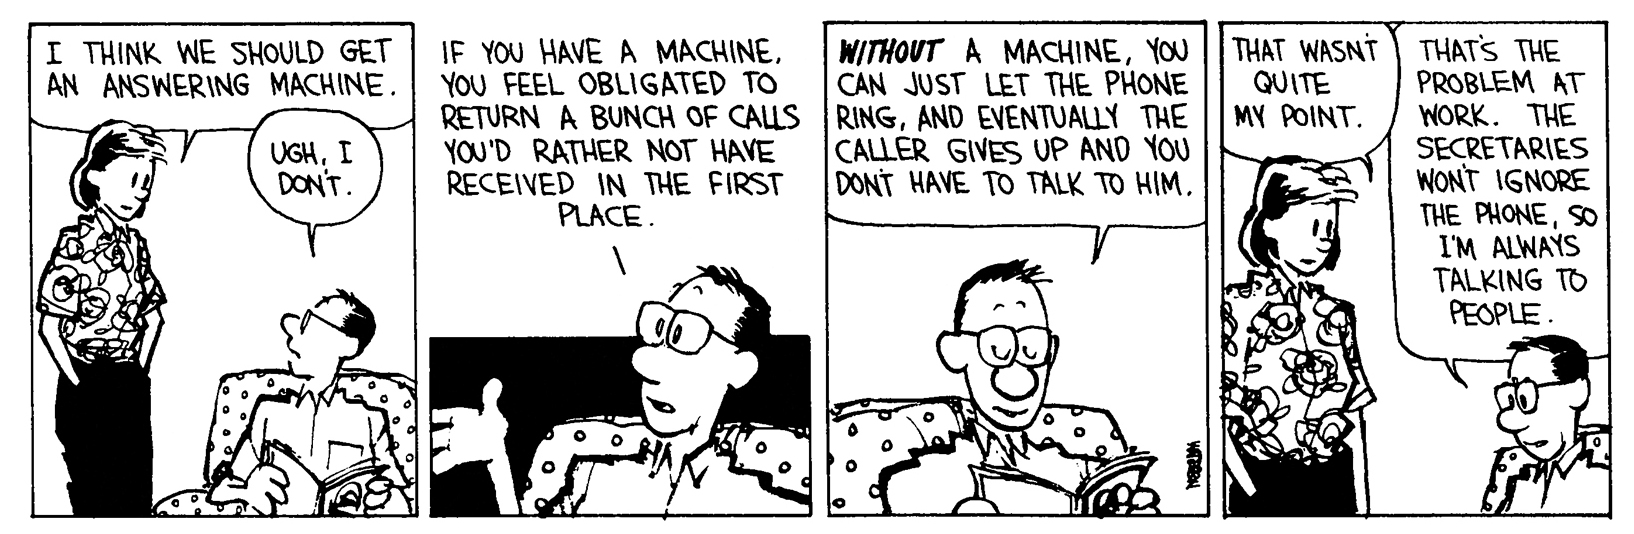 I THINK WE SHOULD GET
AN ANSWERING MACHINE.
UGH, I
DON'T.
IF YOU HAVE A MACHINE,
YOU FEEL OBLIGATED TO
RETURN A BUNCH OF CALLS
YOU'D RATHER NOT HAVE
RECEIVED IN THE FIRST
PLACE.
WITHOUT A MACHINE, YOU
CAN JUST LET THE PHONE
RING, AND EVENTUALLY THE
CALLER GIVES UP AND YOU
DON'T HAVE TO TALK TO HIM.
WATTERSON
THAT WASN'T
QUITE
MY POINT.
THAT'S THE
PROBLEM AT
WORK. THE
SECRETARIES
WON'T IGNORE
THE PHONE, SO
I'M ALWAYS
TALKING TO
PEOPLE.